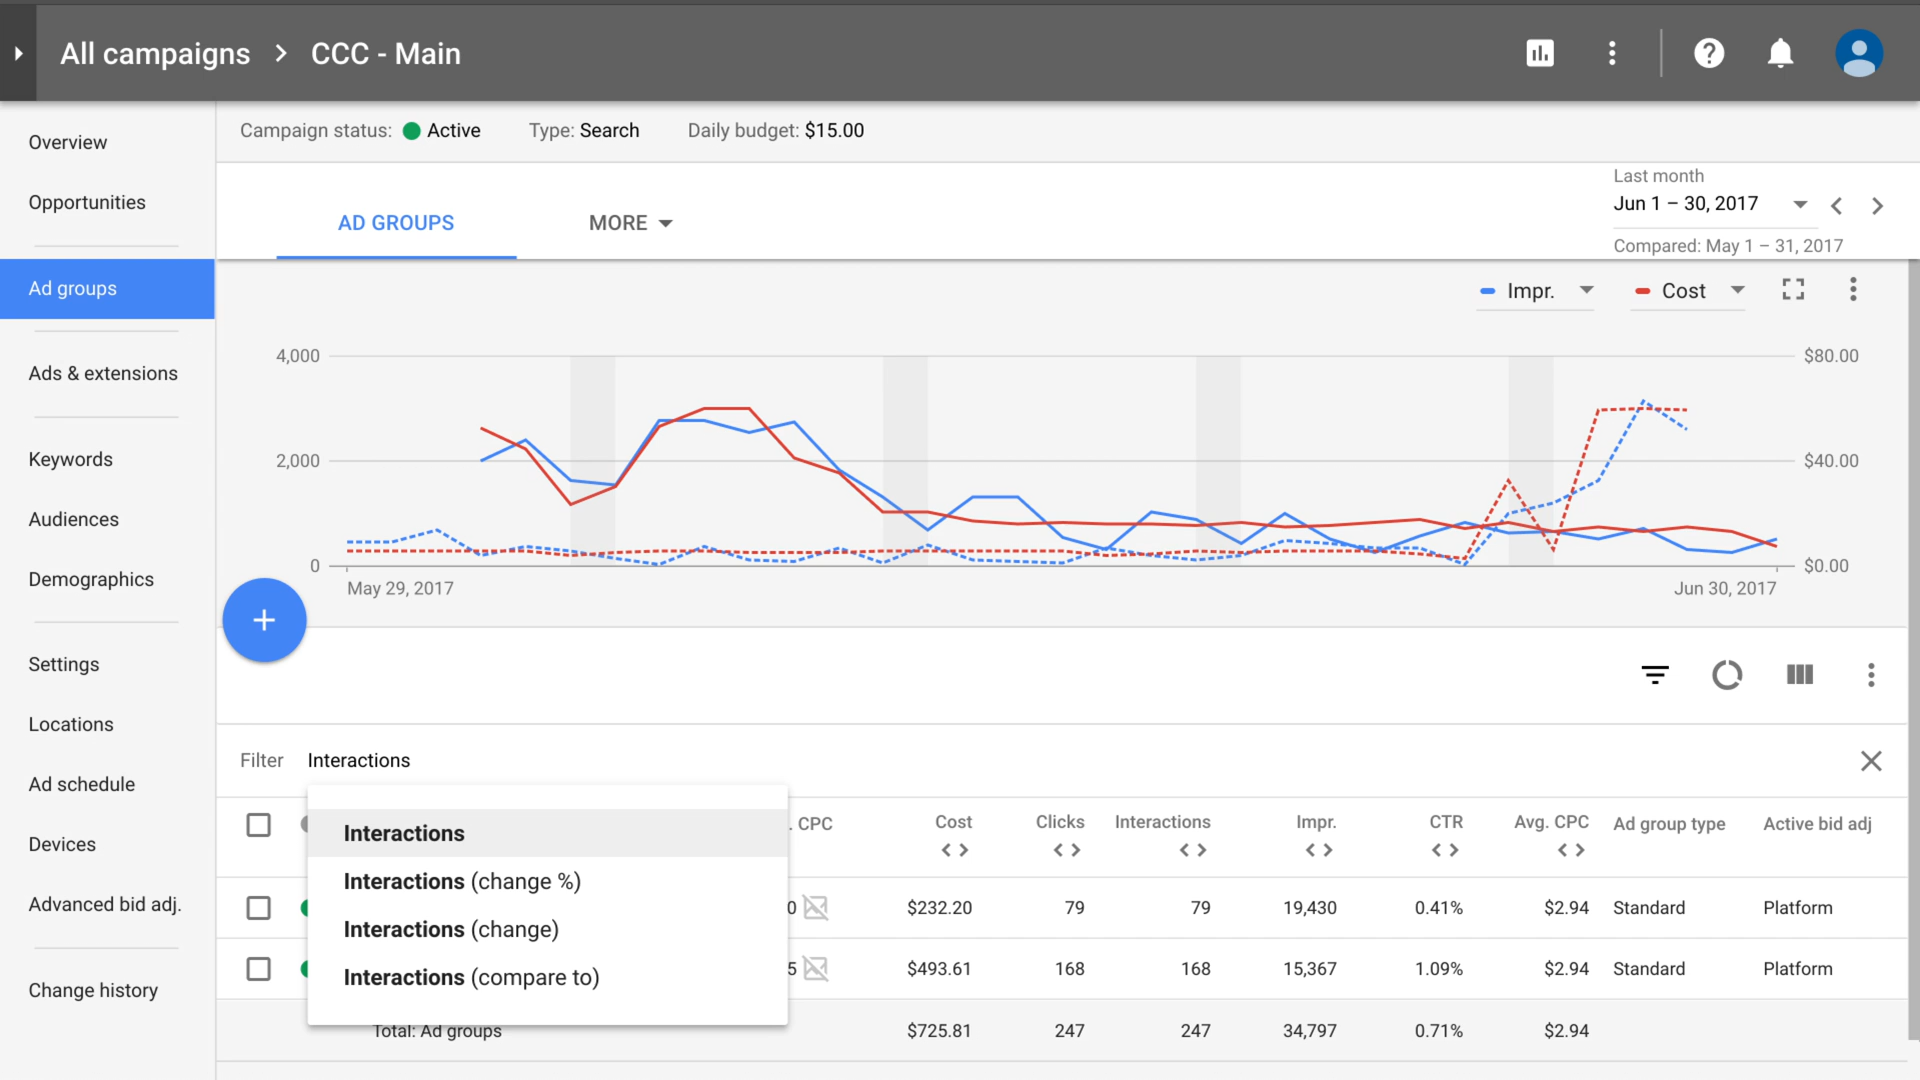 All campaigns > CCC - Main
Campaign status: Active Type: Search Daily budget: $15.00
Overview
Opportunities
Ad groups
Ads & extensions
Keywords
Audiences
Demographics
Settings
Locations
Ad schedule
Devices
Advanced bid adj.
Change history
AD GROUPS MORE
Last month
Jun 1 – 30, 2017
Compared: May 1 – 31, 2017
Impr. Cost
4,000 $80.00
2,000 $40.00
0 $0.00
May 29, 2017 Jun 30, 2017
Filter Interactions
Interactions
Interactions (change %)
Interactions (change)
Interactions (compare to)
. CPC Cost Clicks Interactions Impr. CTR Avg. CPC Ad group type Active bid adj
0 $232.20 79 79 19,430 0.41% $2.94 Standard Platform
5 $493.61 168 168 15,367 1.09% $2.94 Standard Platform
Total: Ad groups $725.81 247 247 34,797 0.71% $2.94